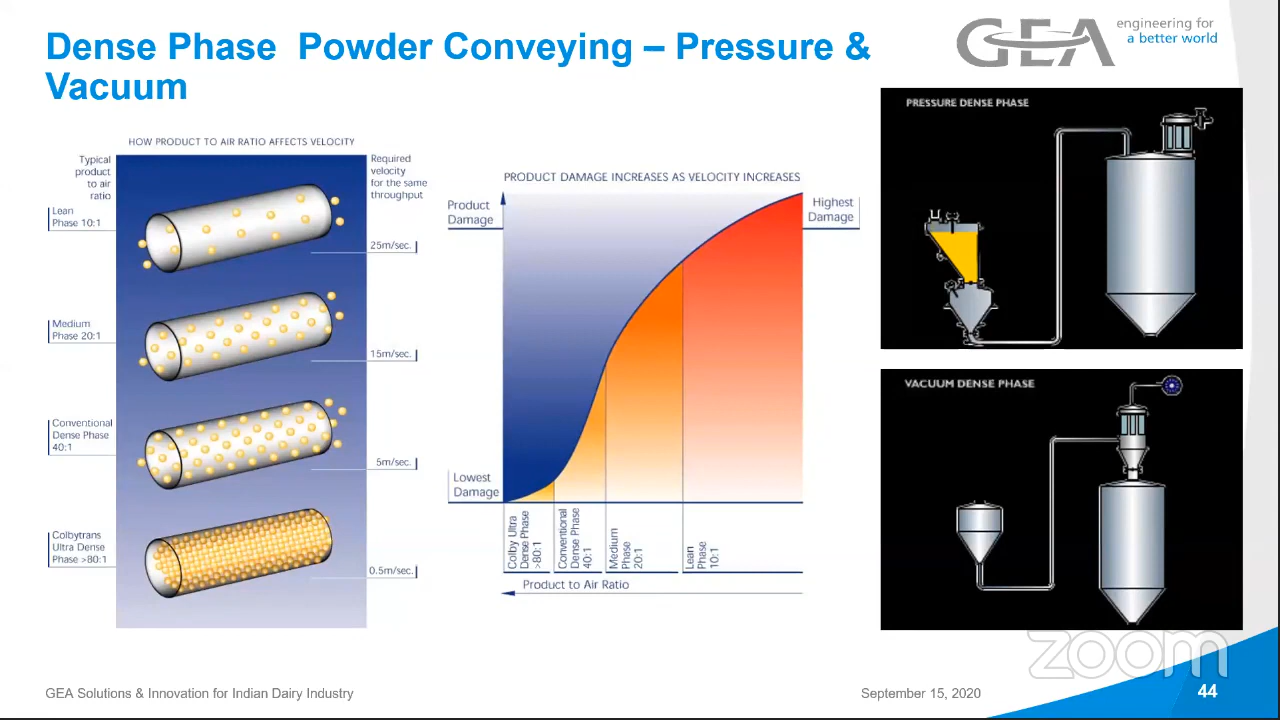 Dense Phase Powder Conveying – Pressure &
Vacuum
GEA
engineering for
a better world
HOW PRODUCT TO AIR RATIO AFFECTS VELOCITY
Typical
product
to air
ratio
Required
velocity
for the same
throughput
Lean
Phase 10:1
25m/sec.
Medium
Phase 20:1
15m/sec.
Conventional
Dense Phase
40:1
5m/sec.
Colbytrans
Ultra Dense
Phase >80:1
0.5m/sec.
PRODUCT DAMAGE INCREASES AS VELOCITY INCREASES
Product
Damage
Highest
Damage
Lowest
Damage
Colby Ultra
Dense Phase
>80:1
Conventional
Dense Phase
40:1
Medium
Phase
20:1
Lean
Phase
10:1
Product to Air Ratio
PRESSURE DENSE PHASE
VACUUM DENSE PHASE
zoom
GEA Solutions & Innovation for Indian Dairy Industry
September 15, 2020
44